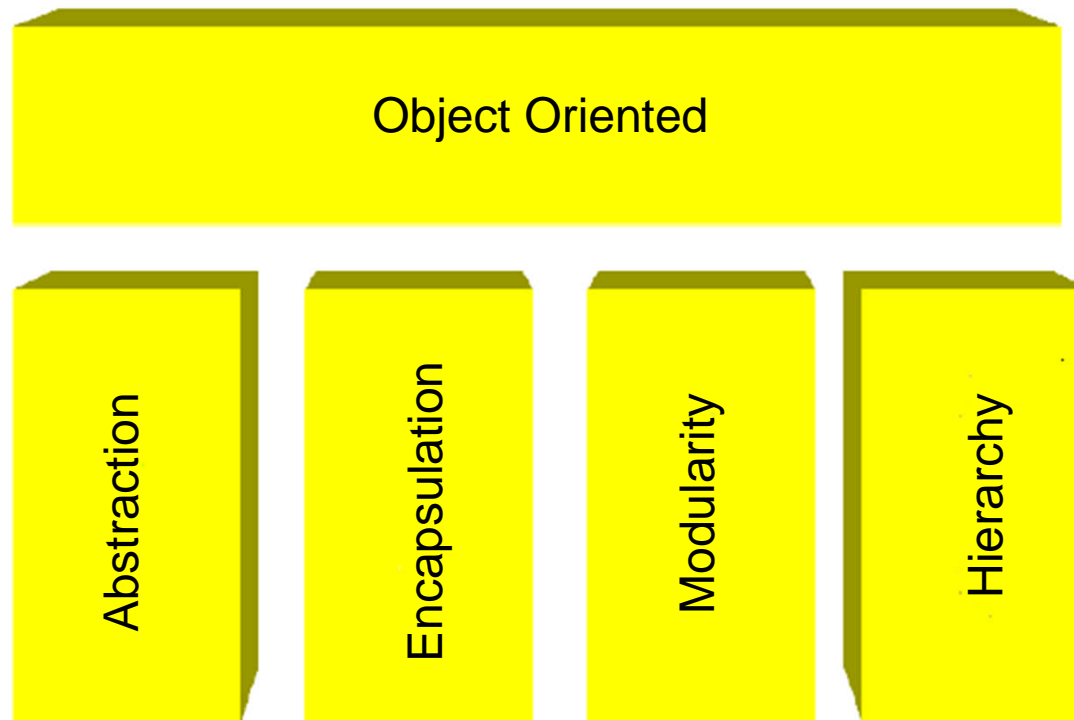 Object Oriented
Abstraction
Encapsulation
Modularity
Hierarchy